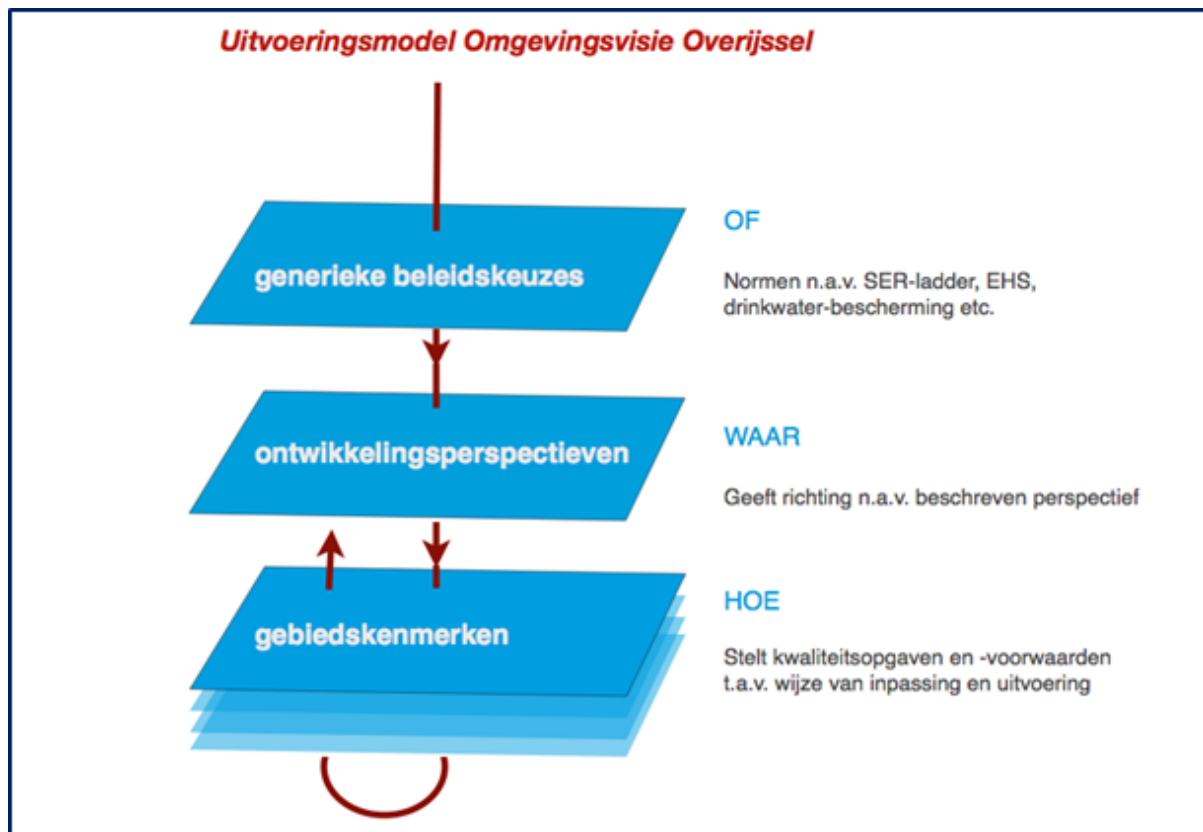 Uitvoeringsmodel Omgevingsvisie Overijssel
generieke beleidskeuzes
OF
Normen n.a.v. SER-ladder, EHS,
drinkwater-bescherming etc.
ontwikkelingsperspectieven
WAAR
Geeft richting n.a.v. beschreven perspectief
gebiedskenmerken
HOE
Stelt kwaliteitsopgaven en -voorwaarden
t.a.v. wijze van inpassing en uitvoering